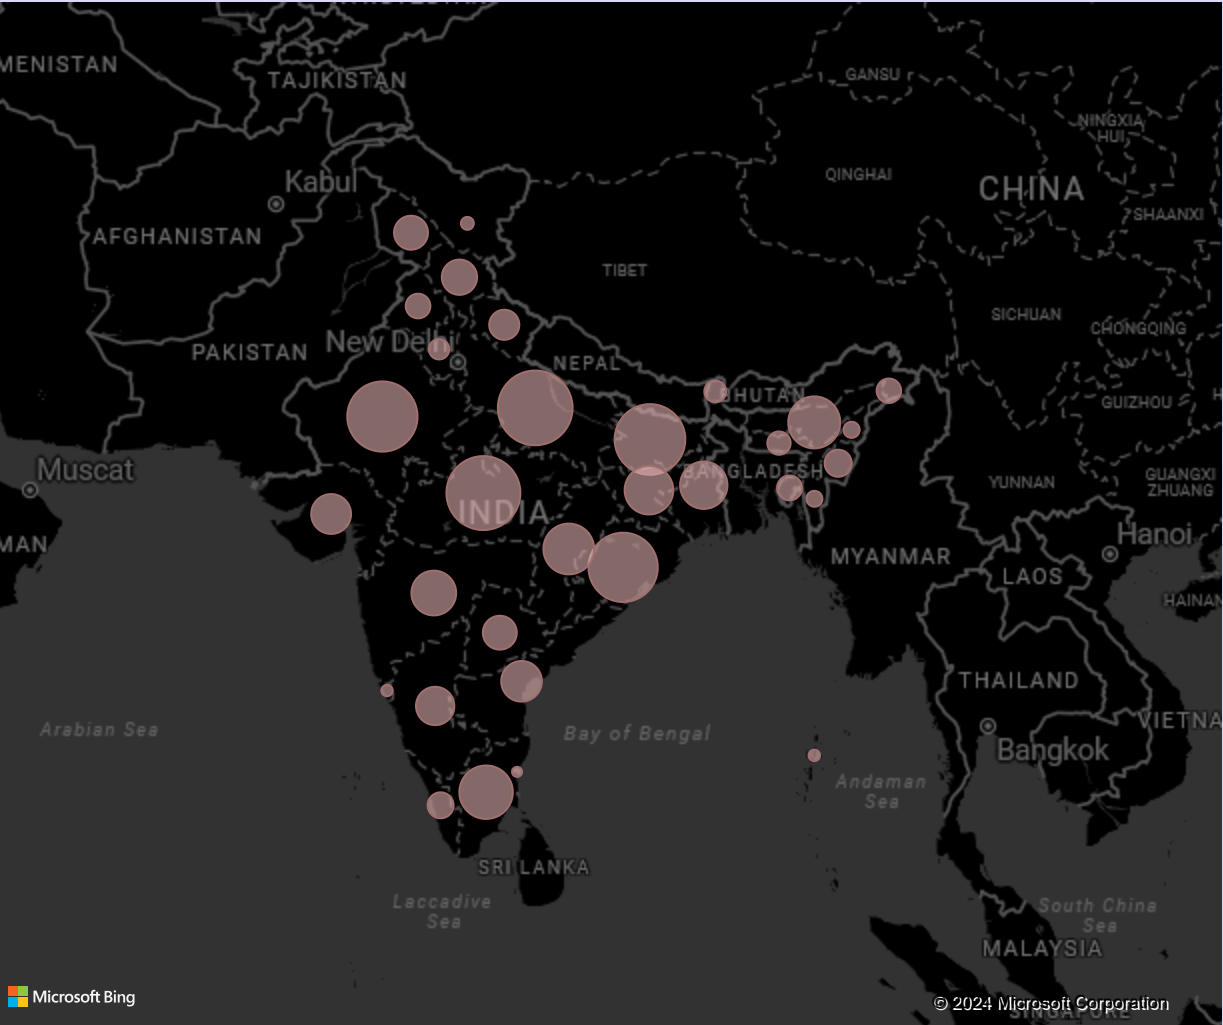 MENISTAN
TAJIKISTAN
GANSU
NINGXIA
HUI
Kabul
QINGHAI
CHINA
SHAANXI
AFGHANISTAN
TIBET
SICHUAN
CHONGQING
PAKISTAN
New Delhi
NEPAL
BHUTAN
GUIZHOU
Muscat
BANGLADESH
YUNNAN
GUANGXI
ZHUANG
INDIA
MAN
MYANMAR
Hanoi
LAOS
HAINAN
THAILAND
VIETNA
Arabian Sea
Bay of Bengal
Bangkok
Andaman
Sea
SRI LANKA
Laccadive
Sea
South China
Sea
MALAYSIA
Microsoft Bing
© 2024 Microsoft Corporation
SINGAPORE